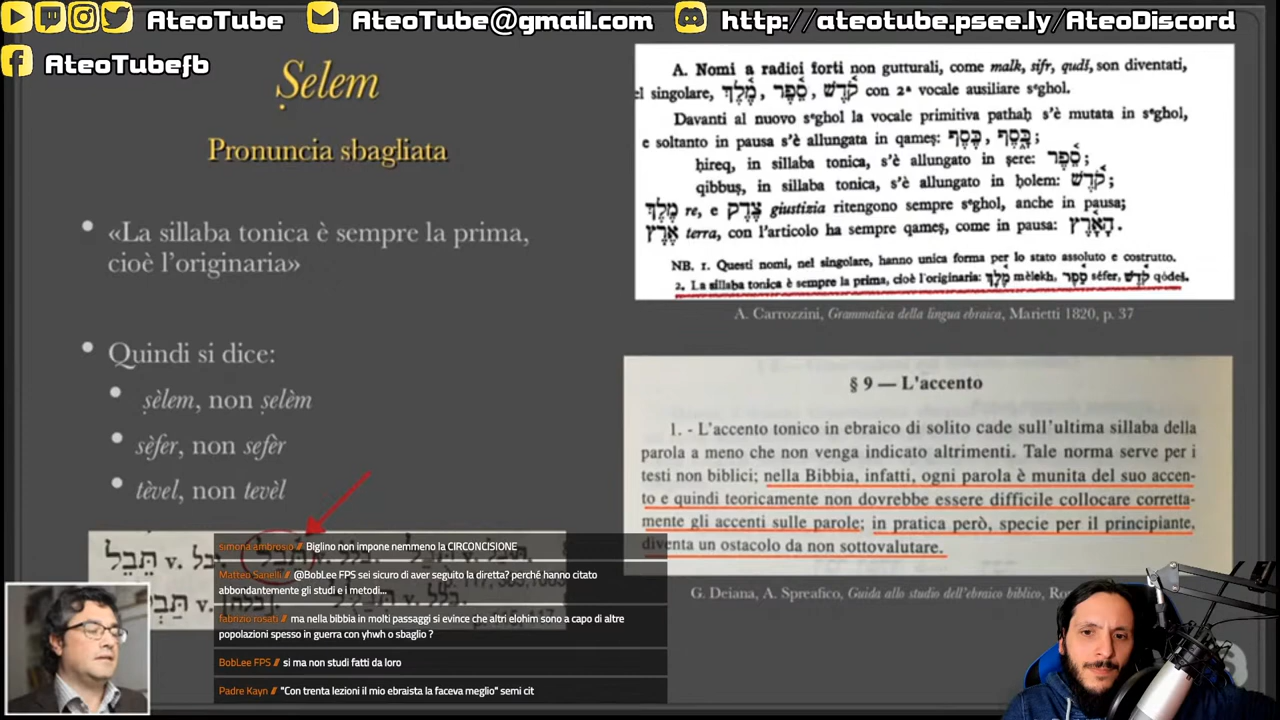 AteoTube
AteoTube@gmail.com
http://ateotube.psee.ly/AteoDiscord
AteoTubefb
Ṣelem
Pronuncia sbagliata
• «La sillaba tonica è sempre la prima,
cioè l'originaria»
• Quindi si dice:
• ṣèlem, non ṣelèm
• sèfer, non sefèr
• tèvel, non tevèl
A. Nomi a radici forti non gutturali, come malk, sifr, qudš, son diventati,
el singolare, מֶלֶךְ, סֵפֶר, קֹדֶשׁ con 2ª vocale ausiliare sᵉghol.
Davanti al nuovo sᵉghol la vocale primitiva pathaḥ s'è mutata in sᵉghol,
e soltanto in pausa s'è allungata in qameṣ: כֶּסֶף, כָּסֶף;
ḥireq, in sillaba tonica, s'è allungato in ṣere: סֵפֶר;
qibbuṣ, in sillaba tonica, s'è allungato in ḥolem: קֹדֶשׁ;
מֶלֶךְ re, e צֶדֶק giustizia ritengono sempre sᵉghol, anche in pausa;
אֶרֶץ terra, con l'articolo ha sempre qameṣ, come in pausa: הָאָרֶץ.
NB. 1. Questi nomi, nel singolare, hanno unica forma per lo stato assoluto e costrutto.
2. La sillaba tonica è sempre la prima, cioè l'originaria: מֶלֶךְ mèlekh, סֵפֶר séfer, קֹדֶשׁ qódeš.
A. Carrozzini, Grammatica della lingua ebraica, Marietti 1820, p. 37
§ 9 — L'accento
1. - L'accento tonico in ebraico di solito cade sull'ultima sillaba della
parola a meno che non venga indicato altrimenti. Tale norma serve per i
testi non biblici; nella Bibbia, infatti, ogni parola è munita del suo accen-
to e quindi teoricamente non dovrebbe essere difficile collocare corretta-
mente gli accenti sulle parole; in pratica però, specie per il principiante,
diventa un ostacolo da non sottovalutare.
G. Deiana, A. Spreafico, Guida allo studio dell'ebraico biblico,
תֵּבֵל v.
simona ambrosio // Biglino non impone nemmeno la CIRCONCISIONE
Matteo Sanelli // @BobLee FPS sei sicuro di aver seguito la diretta? perché hanno citato
abbondantemente gli studi e i metodi...
fabrizio rosati // ma nella bibbia in molti passaggi si evince che altri elohim sono a capo di altre
popolazioni spesso in guerra con yhwh o sbaglio ?
BobLee FPS // si ma non studi fatti da loro
Padre Kayn // "Con trenta lezioni il mio ebraista la faceva meglio" semi cit